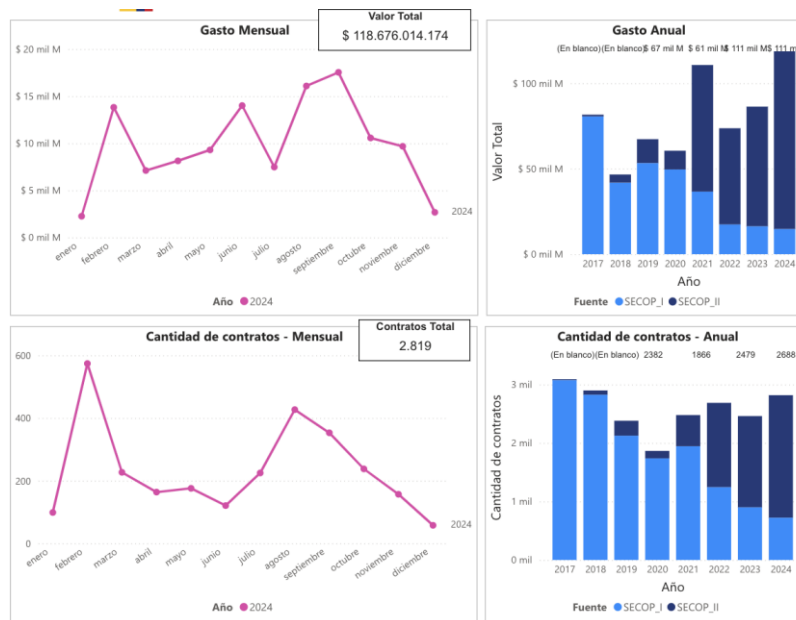 Gasto Mensual
Valor Total
$ 118.676.014.174
$ 20 mil M
$ 15 mil M
$ 10 mil M
$ 5 mil M
$ 0 mil M
2024
enero
febrero
marzo
abril
mayo
junio
julio
agosto
septiembre
octubre
noviembre
diciembre
Año 2024
Gasto Anual
(En blanco) (En blanco) $ 67 mil M $ 61 mil M $ 111 mil M $ 111 m
Valor Total
$ 100 mil M
$ 50 mil M
$ 0 mil M
2017 2018 2019 2020 2021 2022 2023 2024
Año
Fuente SECOP_I SECOP_II
Cantidad de contratos - Mensual
Contratos Total
2.819
600
400
200
0
2024
enero
febrero
marzo
abril
mayo
junio
julio
agosto
septiembre
octubre
noviembre
diciembre
Año 2024
Cantidad de contratos - Anual
(En blanco) (En blanco) 2382 1866 2479 2688
Cantidad de contratos
3 mil
2 mil
1 mil
0 mil
2017 2018 2019 2020 2021 2022 2023 2024
Año
Fuente SECOP_I SECOP_II